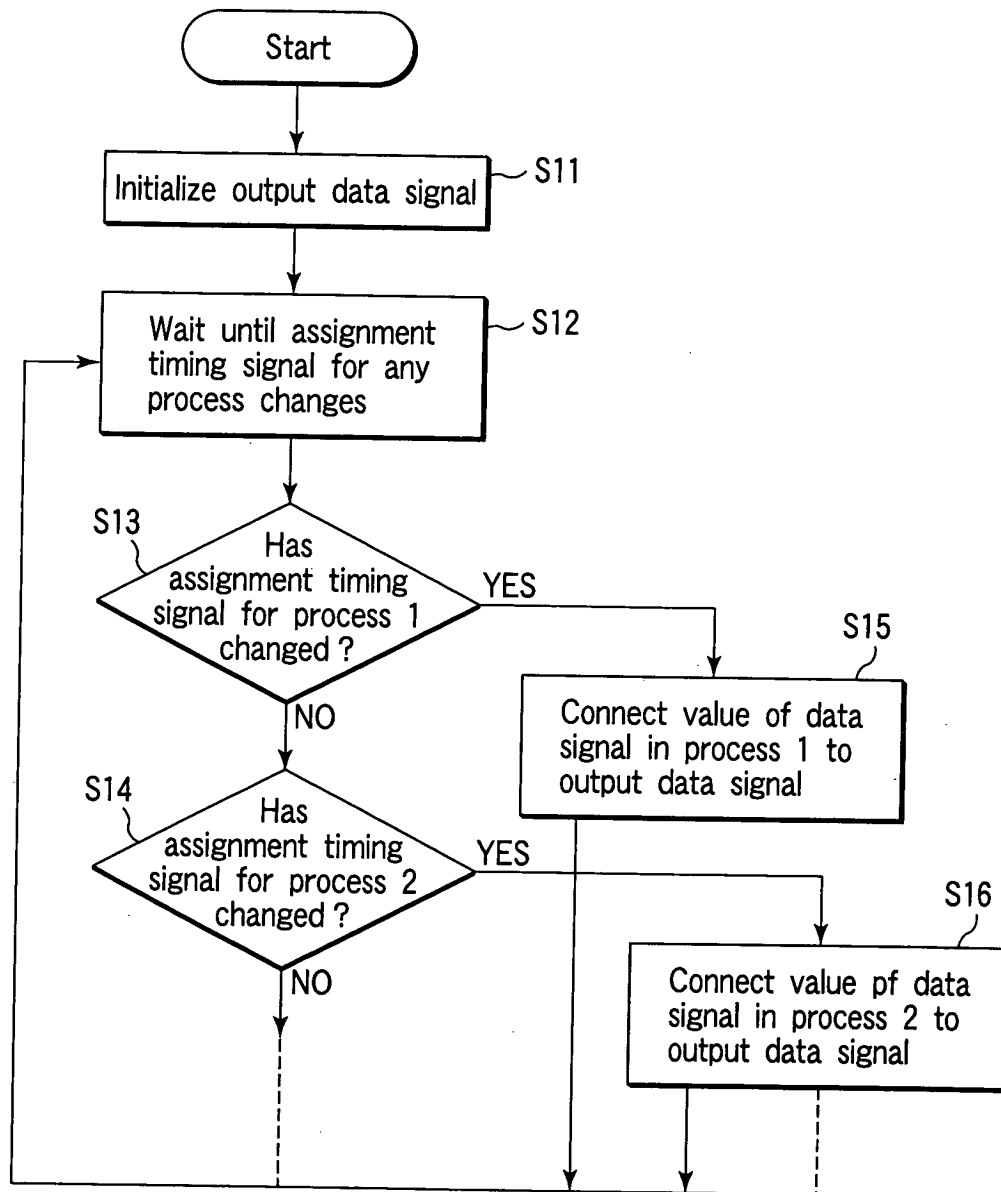 Start
Initialize output data signal
S11
Wait until assignment
timing signal for any
process changes
S12
S13
Has
assignment timing
signal for process 1
changed ?
YES
NO
S15
Connect value of data
signal in process 1 to
output data signal
S14
Has
assignment timing
signal for process 2
changed ?
YES
NO
S16
Connect value pf data
signal in process 2 to
output data signal